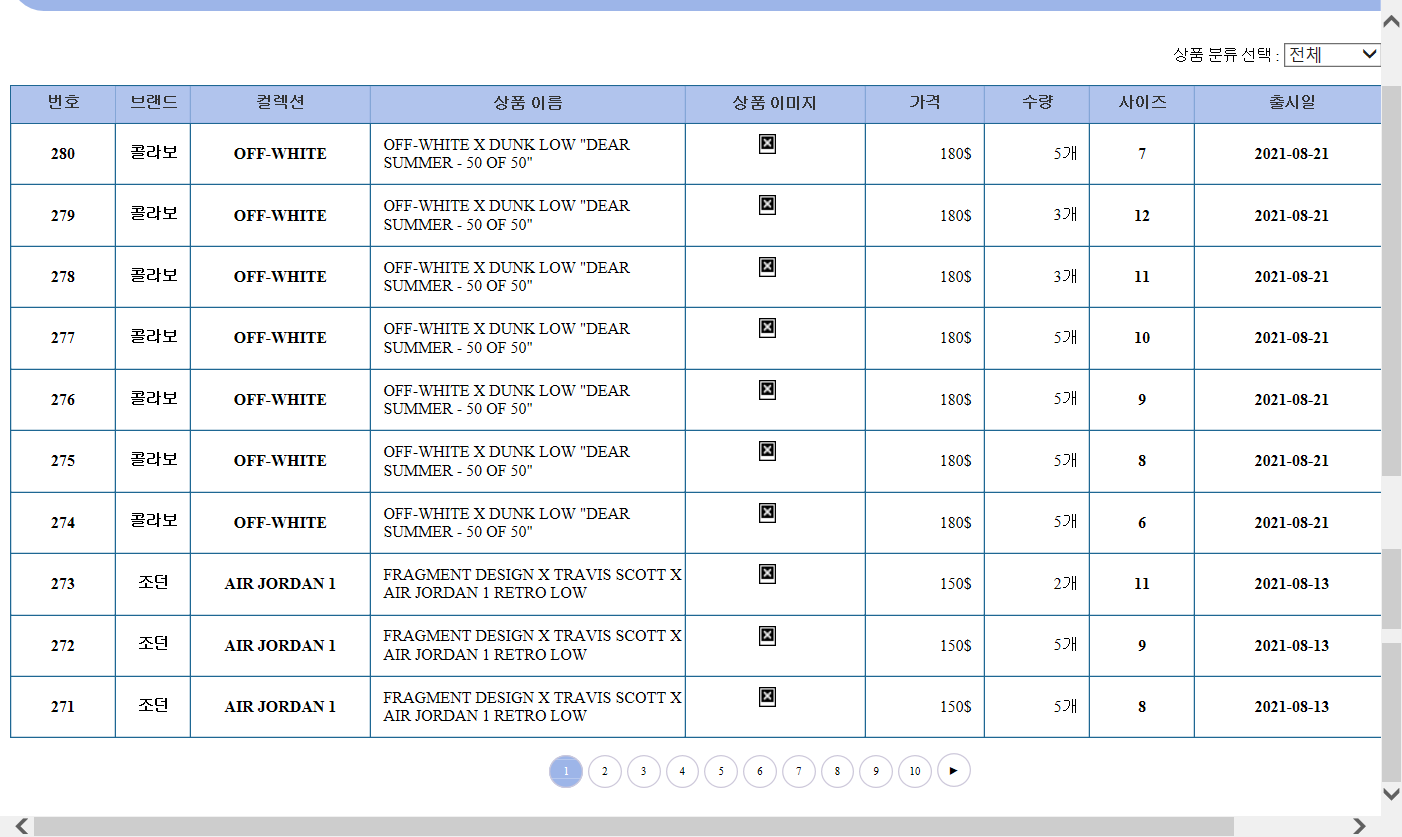 상품 분류 선택 : 전체
번호 브랜드 컬렉션 상품 이름 상품 이미지 가격 수량 사이즈 출시일
280 콜라보 OFF-WHITE OFF-WHITE X DUNK LOW "DEAR
SUMMER - 50 OF 50" 180$ 5개 7 2021-08-21
279 콜라보 OFF-WHITE OFF-WHITE X DUNK LOW "DEAR
SUMMER - 50 OF 50" 180$ 3개 12 2021-08-21
278 콜라보 OFF-WHITE OFF-WHITE X DUNK LOW "DEAR
SUMMER - 50 OF 50" 180$ 3개 11 2021-08-21
277 콜라보 OFF-WHITE OFF-WHITE X DUNK LOW "DEAR
SUMMER - 50 OF 50" 180$ 5개 10 2021-08-21
276 콜라보 OFF-WHITE OFF-WHITE X DUNK LOW "DEAR
SUMMER - 50 OF 50" 180$ 5개 9 2021-08-21
275 콜라보 OFF-WHITE OFF-WHITE X DUNK LOW "DEAR
SUMMER - 50 OF 50" 180$ 5개 8 2021-08-21
274 콜라보 OFF-WHITE OFF-WHITE X DUNK LOW "DEAR
SUMMER - 50 OF 50" 180$ 5개 6 2021-08-21
273 조던 AIR JORDAN 1 FRAGMENT DESIGN X TRAVIS SCOTT X
AIR JORDAN 1 RETRO LOW 150$ 2개 11 2021-08-13
272 조던 AIR JORDAN 1 FRAGMENT DESIGN X TRAVIS SCOTT X
AIR JORDAN 1 RETRO LOW 150$ 5개 9 2021-08-13
271 조던 AIR JORDAN 1 FRAGMENT DESIGN X TRAVIS SCOTT X
AIR JORDAN 1 RETRO LOW 150$ 5개 8 2021-08-13
1 2 3 4 5 6 7 8 9 10 ►